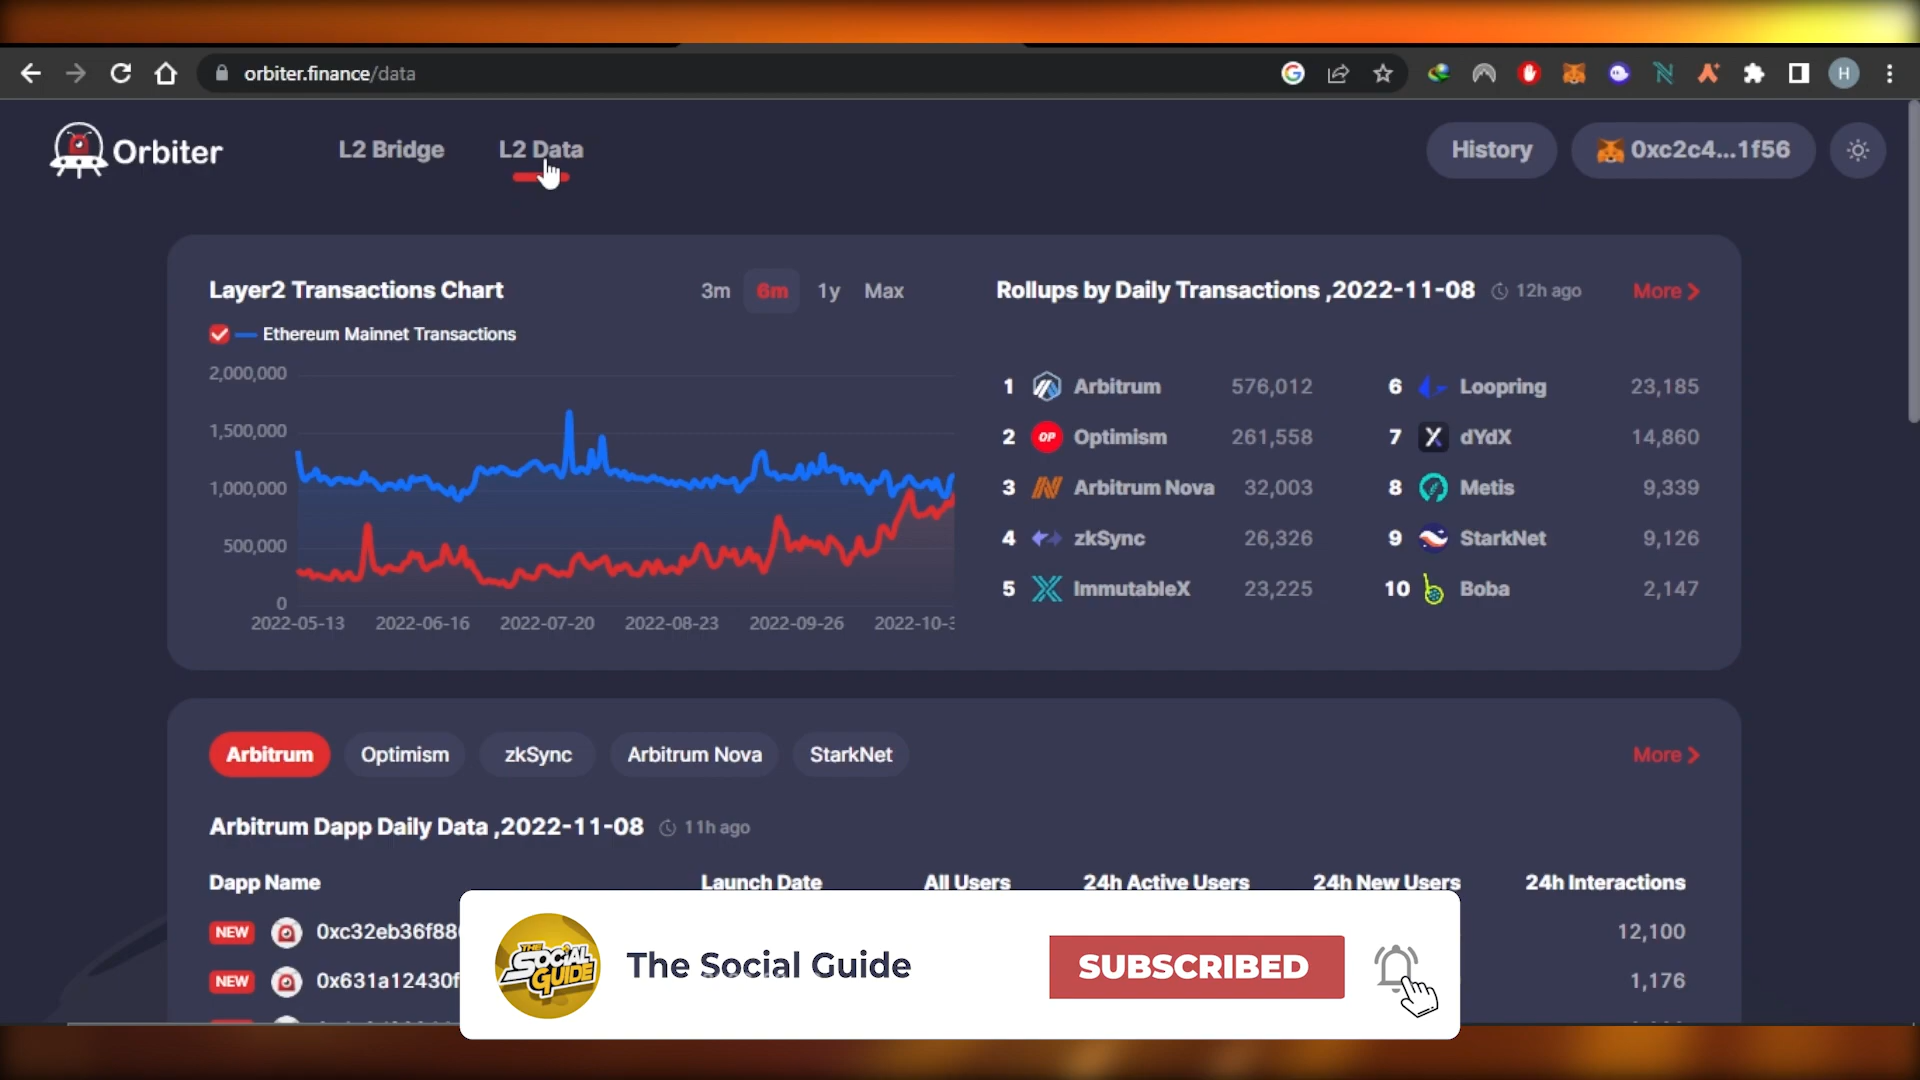 orbiter.finance/data
H
Orbiter
L2 Bridge
L2 Data
History
0xc2c4...1f56
Layer2 Transactions Chart
3m
6m
1y
Max
Ethereum Mainnet Transactions
2,000,000
1,500,000
1,000,000
500,000
0
2022-05-13
2022-06-16
2022-07-20
2022-08-23
2022-09-26
Rollups by Daily Transactions ,2022-11-08
12h ago
More >
1 Arbitrum 576,012
2 OP Optimism 261,558
3 Arbitrum Nova 32,003
4 zkSync 26,326
5 ImmutableX 23,225
6 Loopring 23,185
7 dYdX 14,860
8 Metis 9,339
9 StarkNet 9,126
10 Boba 2,147
Arbitrum
Optimism
zkSync
Arbitrum Nova
StarkNet
More >
Arbitrum Dapp Daily Data ,2022-11-08
11h ago
Dapp Name Launch Date All Users 24h Active Users 24h New Users 24h Interactions
NEW 0xc32eb36f88 12,100
NEW 0x631a12430f 1,176
THE SOCIAL GUIDE
The Social Guide
SUBSCRIBED